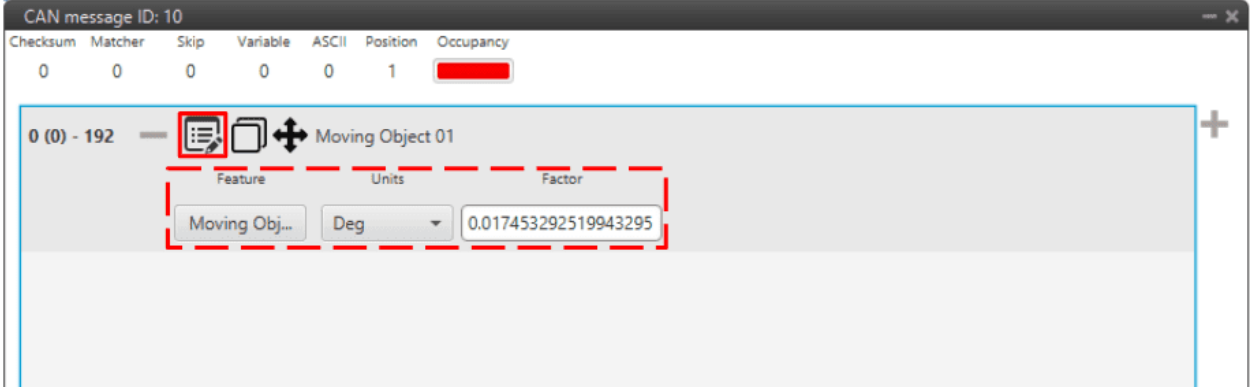 CAN message ID: 10
Checksum Matcher Skip Variable ASCII Position Occupancy
0 0 0 0 0 1
0 (0) - 192 Moving Object 01
Feature Units Factor
Moving Obj... Deg 0.017453292519943295